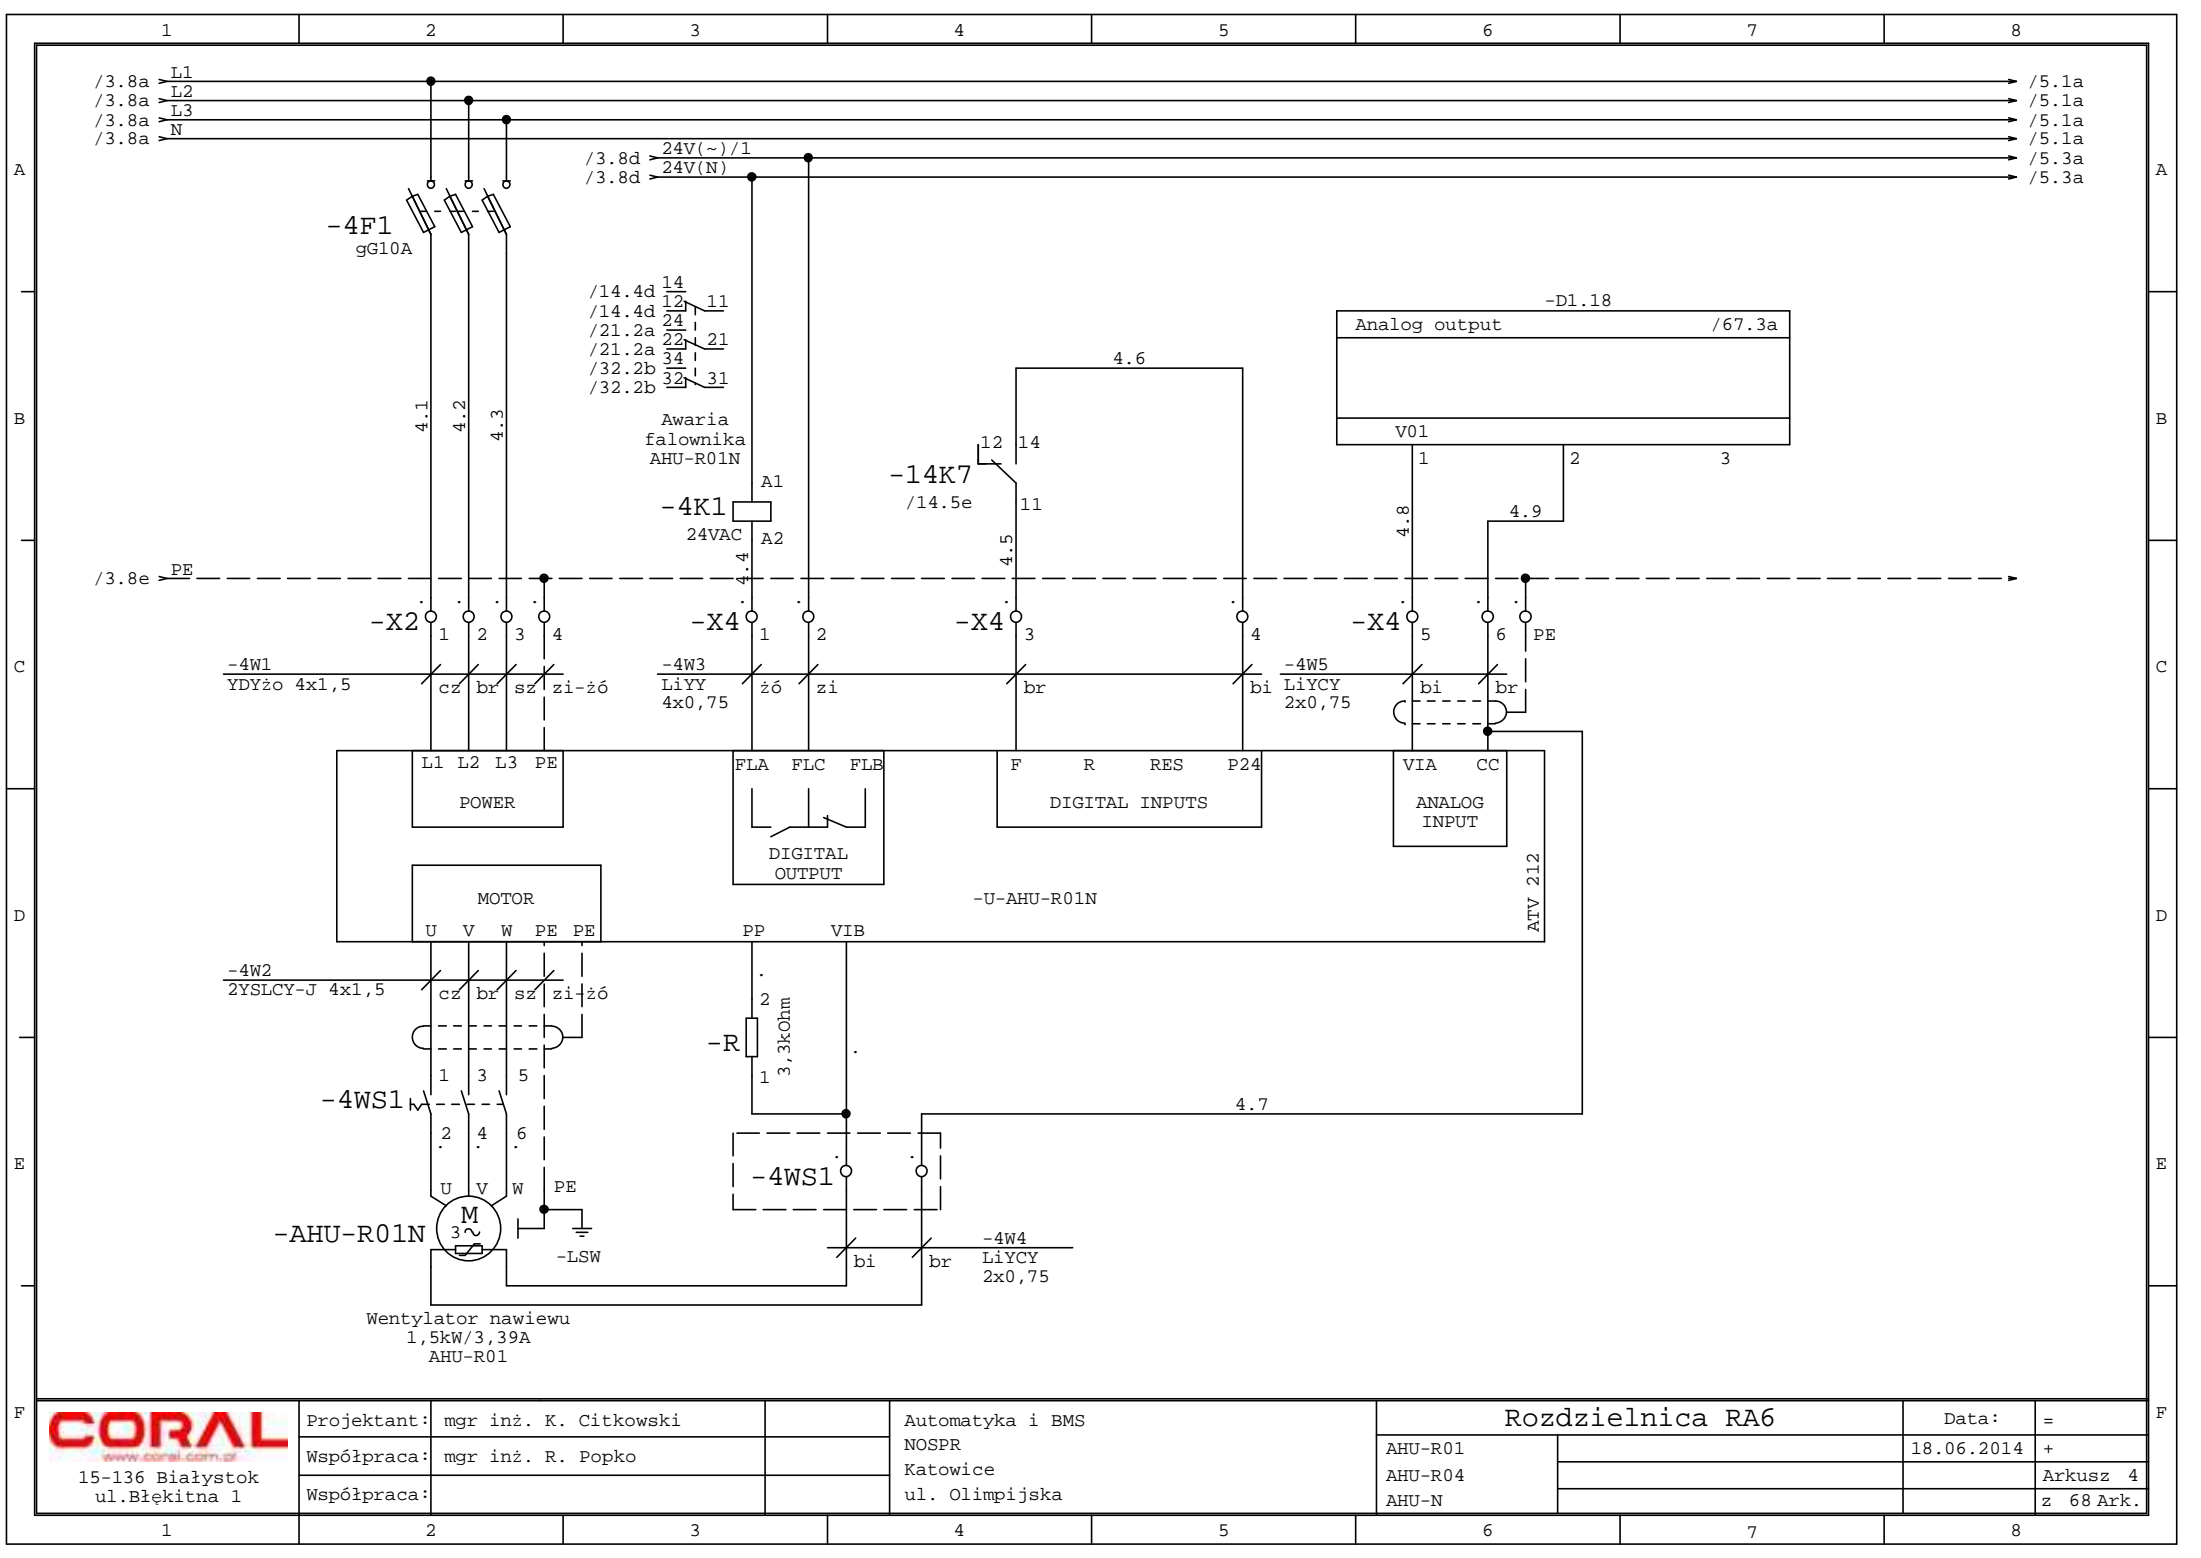 1 2 3 4 5 6 7 8
/3.8a L1 /5.1a
/3.8a L2 /5.1a
/3.8a L3 /5.1a
/3.8a N /5.1a
/3.8d 24V(~)/1 /5.3a
/3.8d 24V(N) /5.3a
A A
-4F1
gG10A
/14.4d 14
/14.4d 12 11
/21.2a 24
/21.2a 22 21
/32.2b 34
/32.2b 32 31
-D1.18
Analog output /67.3a
4.6
B B
4.1 4.2 4.3
Awaria
falownika
AHU-R01N
V01
1 2 3
12 14
-14K7
/14.5e
11
A1
-4K1
24VAC A2
4.4
4.5
4.8
4.9
/3.8e PE
-X2 1 2 3 4
-X4 1 2
-X4 3 4
-X4 5 6 PE
C C
-4W1
YDYżo 4x1,5 cz br sz zi-żó
-4W3
LiYY żó zi br bi
4x0,75
-4W5
LiYCY bi br
2x0,75
L1 L2 L3 PE
POWER
FLA FLC FLB
DIGITAL
OUTPUT
F R RES P24
DIGITAL INPUTS
VIA CC
ANALOG
INPUT
ATV 212
-U-AHU-R01N
D D
MOTOR
U V W PE PE
PP VIB
-4W2
2YSLCY-J 4x1,5 cz br sz zi-żó
2
-R 3,3kOhm
1
1 3 5
-4WS1
2 4 6
4.7
E E
-4WS1
U V W PE
M
3~
-AHU-R01N
-LSW
bi br
-4W4
LiYCY
2x0,75
Wentylator nawiewu
1,5kW/3,39A
AHU-R01
F F
CORAL
www.coral.com.pl
15-136 Białystok
ul.Błękitna 1
Projektant: mgr inż. K. Citkowski
Współpraca: mgr inż. R. Popko
Współpraca:
Automatyka i BMS
NOSPR
Katowice
ul. Olimpijska
Rozdzielnica RA6
AHU-R01
AHU-R04
AHU-N
Data: =
18.06.2014 +
Arkusz 4
z 68 Ark.
1 2 3 4 5 6 7 8